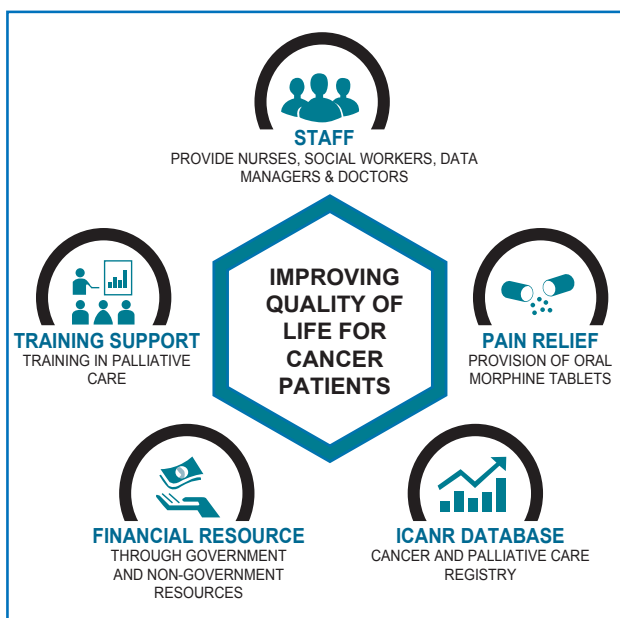 STAFF
PROVIDE NURSES, SOCIAL WORKERS, DATA
MANAGERS & DOCTORS
IMPROVING
QUALITY OF
LIFE FOR
CANCER
PATIENTS
TRAINING SUPPORT
TRAINING IN PALLIATIVE
CARE
PAIN RELIEF
PROVISION OF ORAL
MORPHINE TABLETS
FINANCIAL RESOURCE
THROUGH GOVERNMENT
AND NON-GOVERNMENT
RESOURCES
ICANR DATABASE
CANCER AND PALLIATIVE CARE
REGISTRY